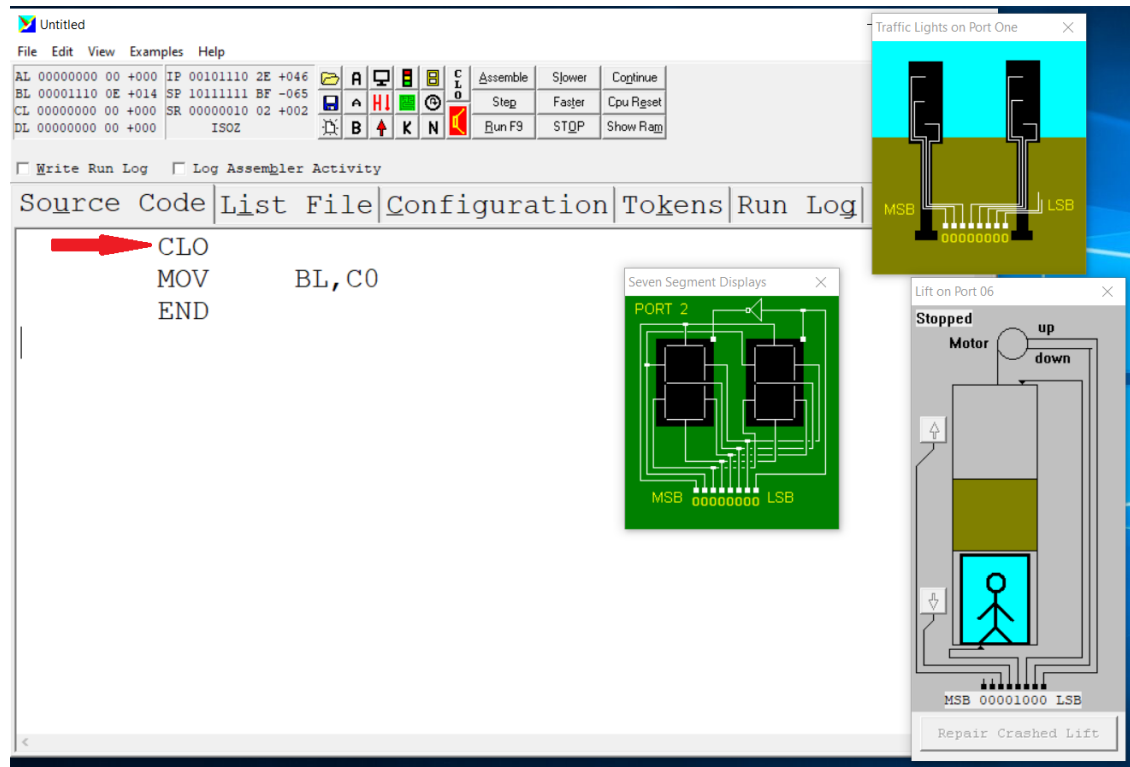 Untitled
File Edit View Examples Help
AL 00000000 00 +000 IP 00101110 2E +046
BL 00001110 0E +014 SP 10111111 BF -065
CL 00000000 00 +000 SR 00000010 02 +002
DL 00000000 00 +000 ISOZ
A
A HI
B K N
CLO
Assemble Slower Continue
Step Faster Cpu Reset
Run F9 STOP Show Ram
Write Run Log Log Assembler Activity
Source Code List File Configuration Tokens Run Log
CLO
MOV BL,C0
END
Traffic Lights on Port One
MSB LSB
00000000
Seven Segment Displays
PORT 2
MSB 00000000 LSB
Lift on Port 06
Stopped
Motor up
down
MSB 00001000 LSB
Repair Crashed Lift